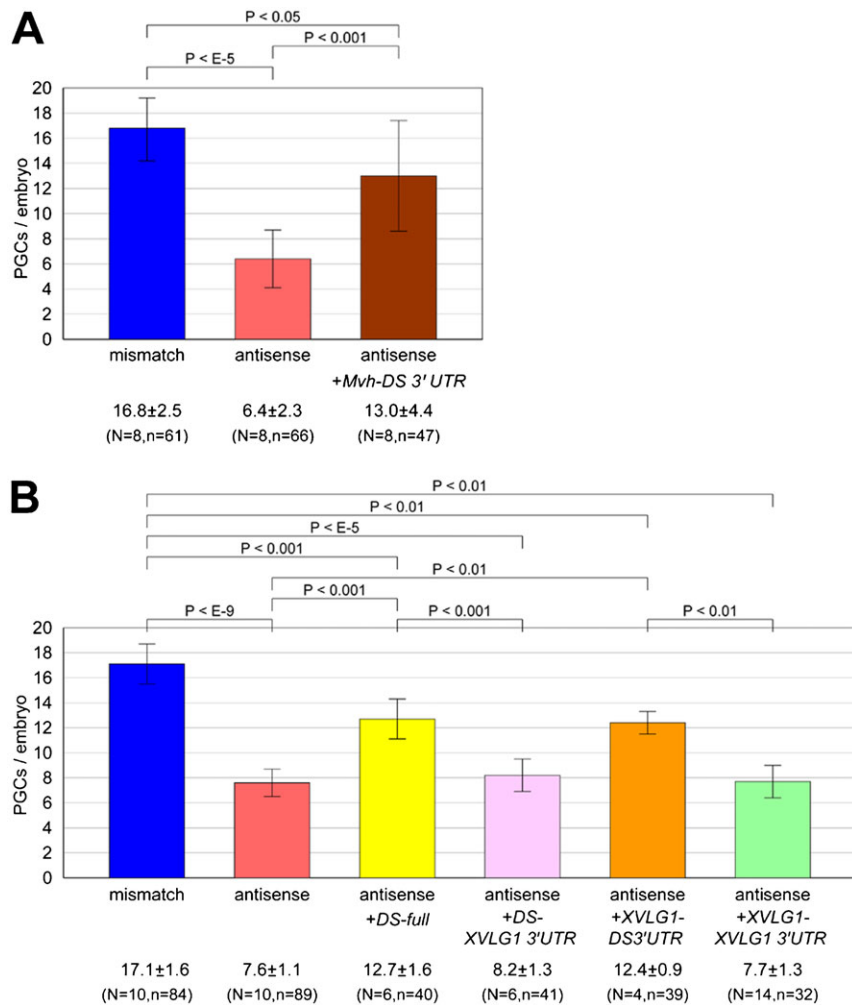 A
P < 0.05
P < 0.001
P < E-5
20
18
16
14
12
10
8
6
4
2
0
PGCs / embryo
mismatch antisense antisense
+Mvh-DS 3' UTR
16.8±2.5 6.4±2.3 13.0±4.4
(N=8,n=61) (N=8,n=66) (N=8,n=47)
B
P < 0.01
P < 0.01
P < E-5
P < 0.001
P < 0.01
P < 0.001
P < E-9 P < 0.001 P < 0.01
20
18
16
14
12
10
8
6
4
2
0
PGCs / embryo
mismatch antisense antisense antisense antisense antisense
+DS-full +DS- +XVLG1- +XVLG1-
XVLG1 3'UTR DS3'UTR XVLG1 3'UTR
17.1±1.6 7.6±1.1 12.7±1.6 8.2±1.3 12.4±0.9 7.7±1.3
(N=10,n=84) (N=10,n=89) (N=6,n=40) (N=6,n=41) (N=4,n=39) (N=14,n=32)